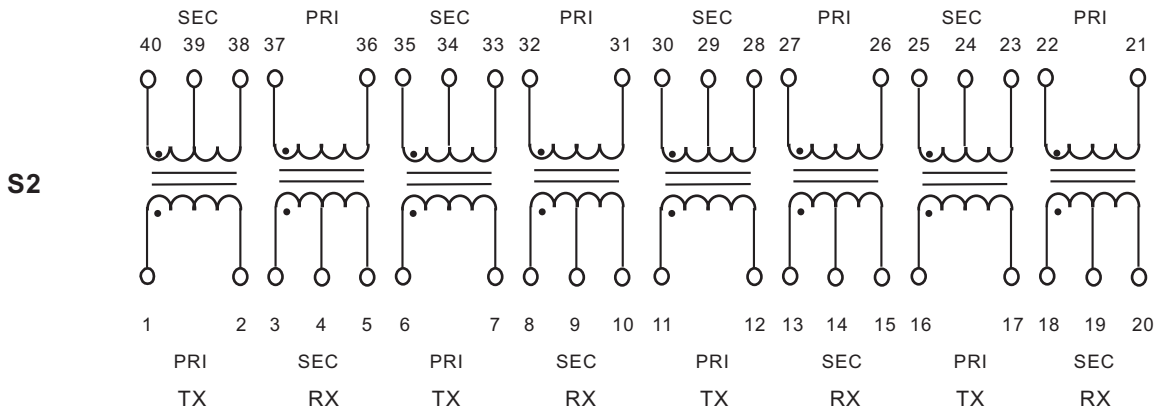 SEC PRI SEC PRI SEC PRI SEC PRI
40 39 38 37 36 35 34 33 32 31 30 29 28 27 26 25 24 23 22 21
S2
1 2 3 4 5 6 7 8 9 10 11 12 13 14 15 16 17 18 19 20
PRI SEC PRI SEC PRI SEC PRI SEC
TX RX TX RX TX RX TX RX